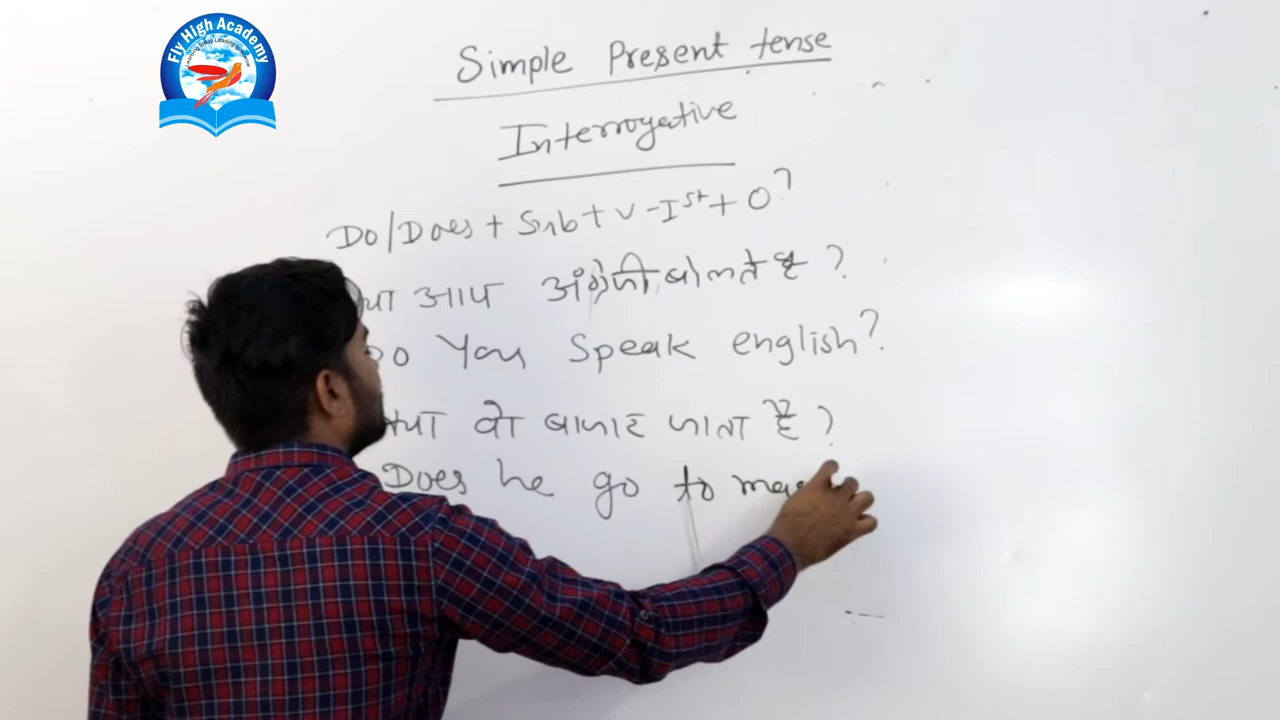 Fly High Academy
Simple Present tense
Interrogative
Do/Does + Sub + V-Ist + O?
आप अंग्रेजी बोलते है ?
Do You Speak english?
वो बाजार जाता है ?
Does he go to